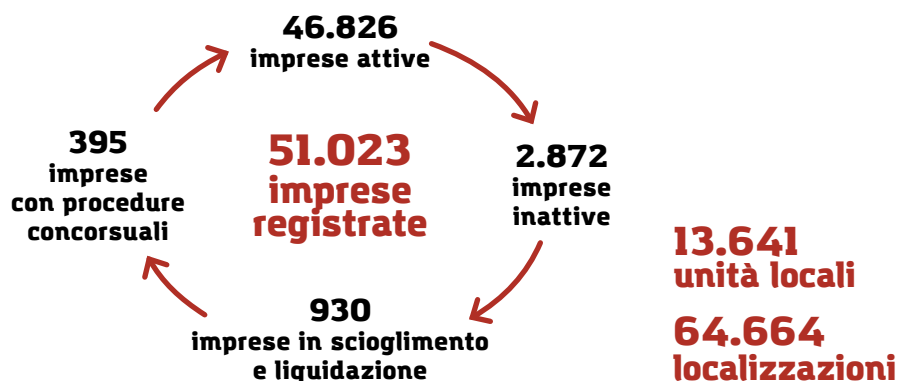 46.826
imprese attive
395
imprese
con procedure
concorsuali
51.023
imprese
registrate
2.872
imprese
inattive
930
imprese in scioglimento
e liquidazione
13.641
unità locali
64.664
localizzazioni